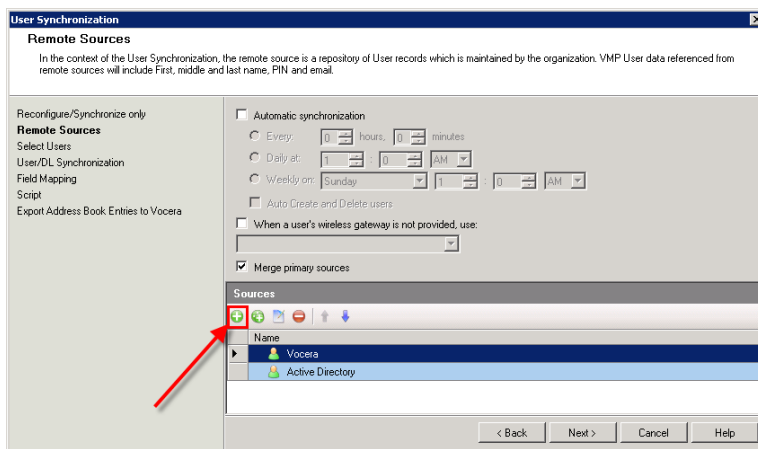 User Synchronization
Remote Sources
In the context of the User Synchronization, the remote source is a repository of User records which is maintained by the organization. VMP User data referenced from
remote sources will include First, middle and last name, PIN and email.
Reconfigure/Synchronize only
Remote Sources
Select Users
User/DL Synchronization
Field Mapping
Script
Export Address Book Entries to Vocera
Automatic synchronization
Every: 0 hours, 0 minutes
Daily at: 1 : 0 AM
Weekly on: Sunday 1 : 0 AM
Auto Create and Delete users
When a user's wireless gateway is not provided, use:
Merge primary sources
Sources
Name
Vocera
Active Directory
< Back Next > Cancel Help